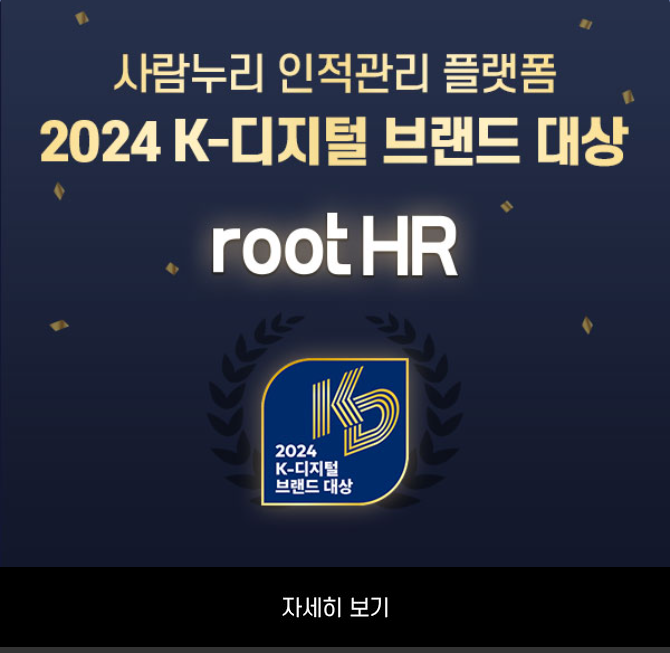 사람누리 인적관리 플랫폼
2024 K-디지털 브랜드 대상
root HR
KD
2024
K-디지털
브랜드 대상
자세히 보기